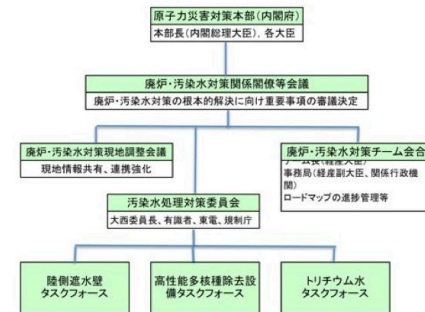 原子力災害対策本部(内閣府)
本部長(内閣総理大臣), 各大臣
廃炉・汚染水対策関係閣僚等会議
廃炉・汚染水対策の根本的解決に向け重要事項の審議決定
廃炉・汚染水対策現地調整会議
現地情報共有、連携強化
廃炉・汚染水対策チーム会合
チーム長(経産大臣)
事務局(経産副大臣、関係行政機
関)
ロードマップの進捗管理等
汚染水処理対策委員会
大西委員長、有識者、東電、規制庁
陸側遮水壁
タスクフォース
高性能多核種除去設
備タスクフォース
トリチウム水
タスクフォース